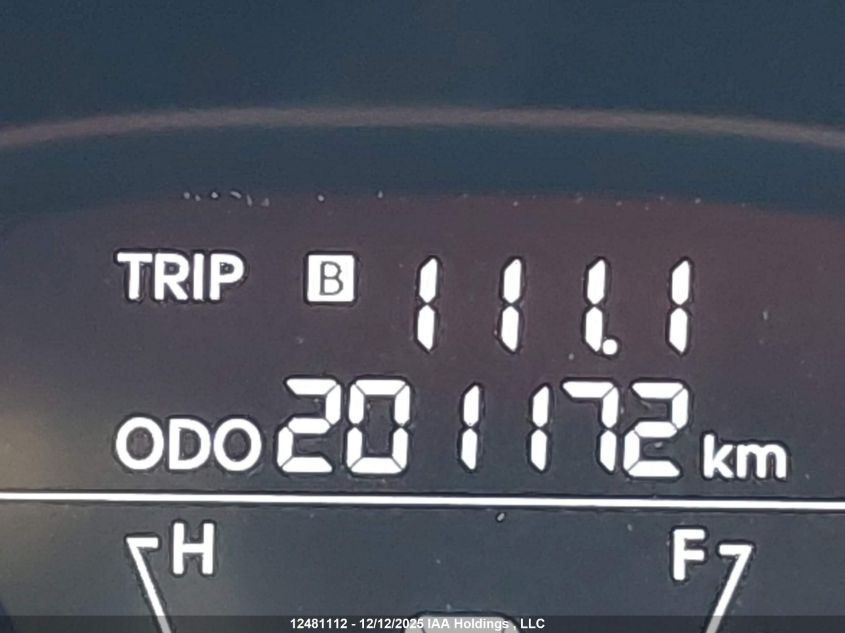 TRIP B 111.1
ODO 201172 km
H F
12481112 - 12/12/2025 IAA Holdings , LLC